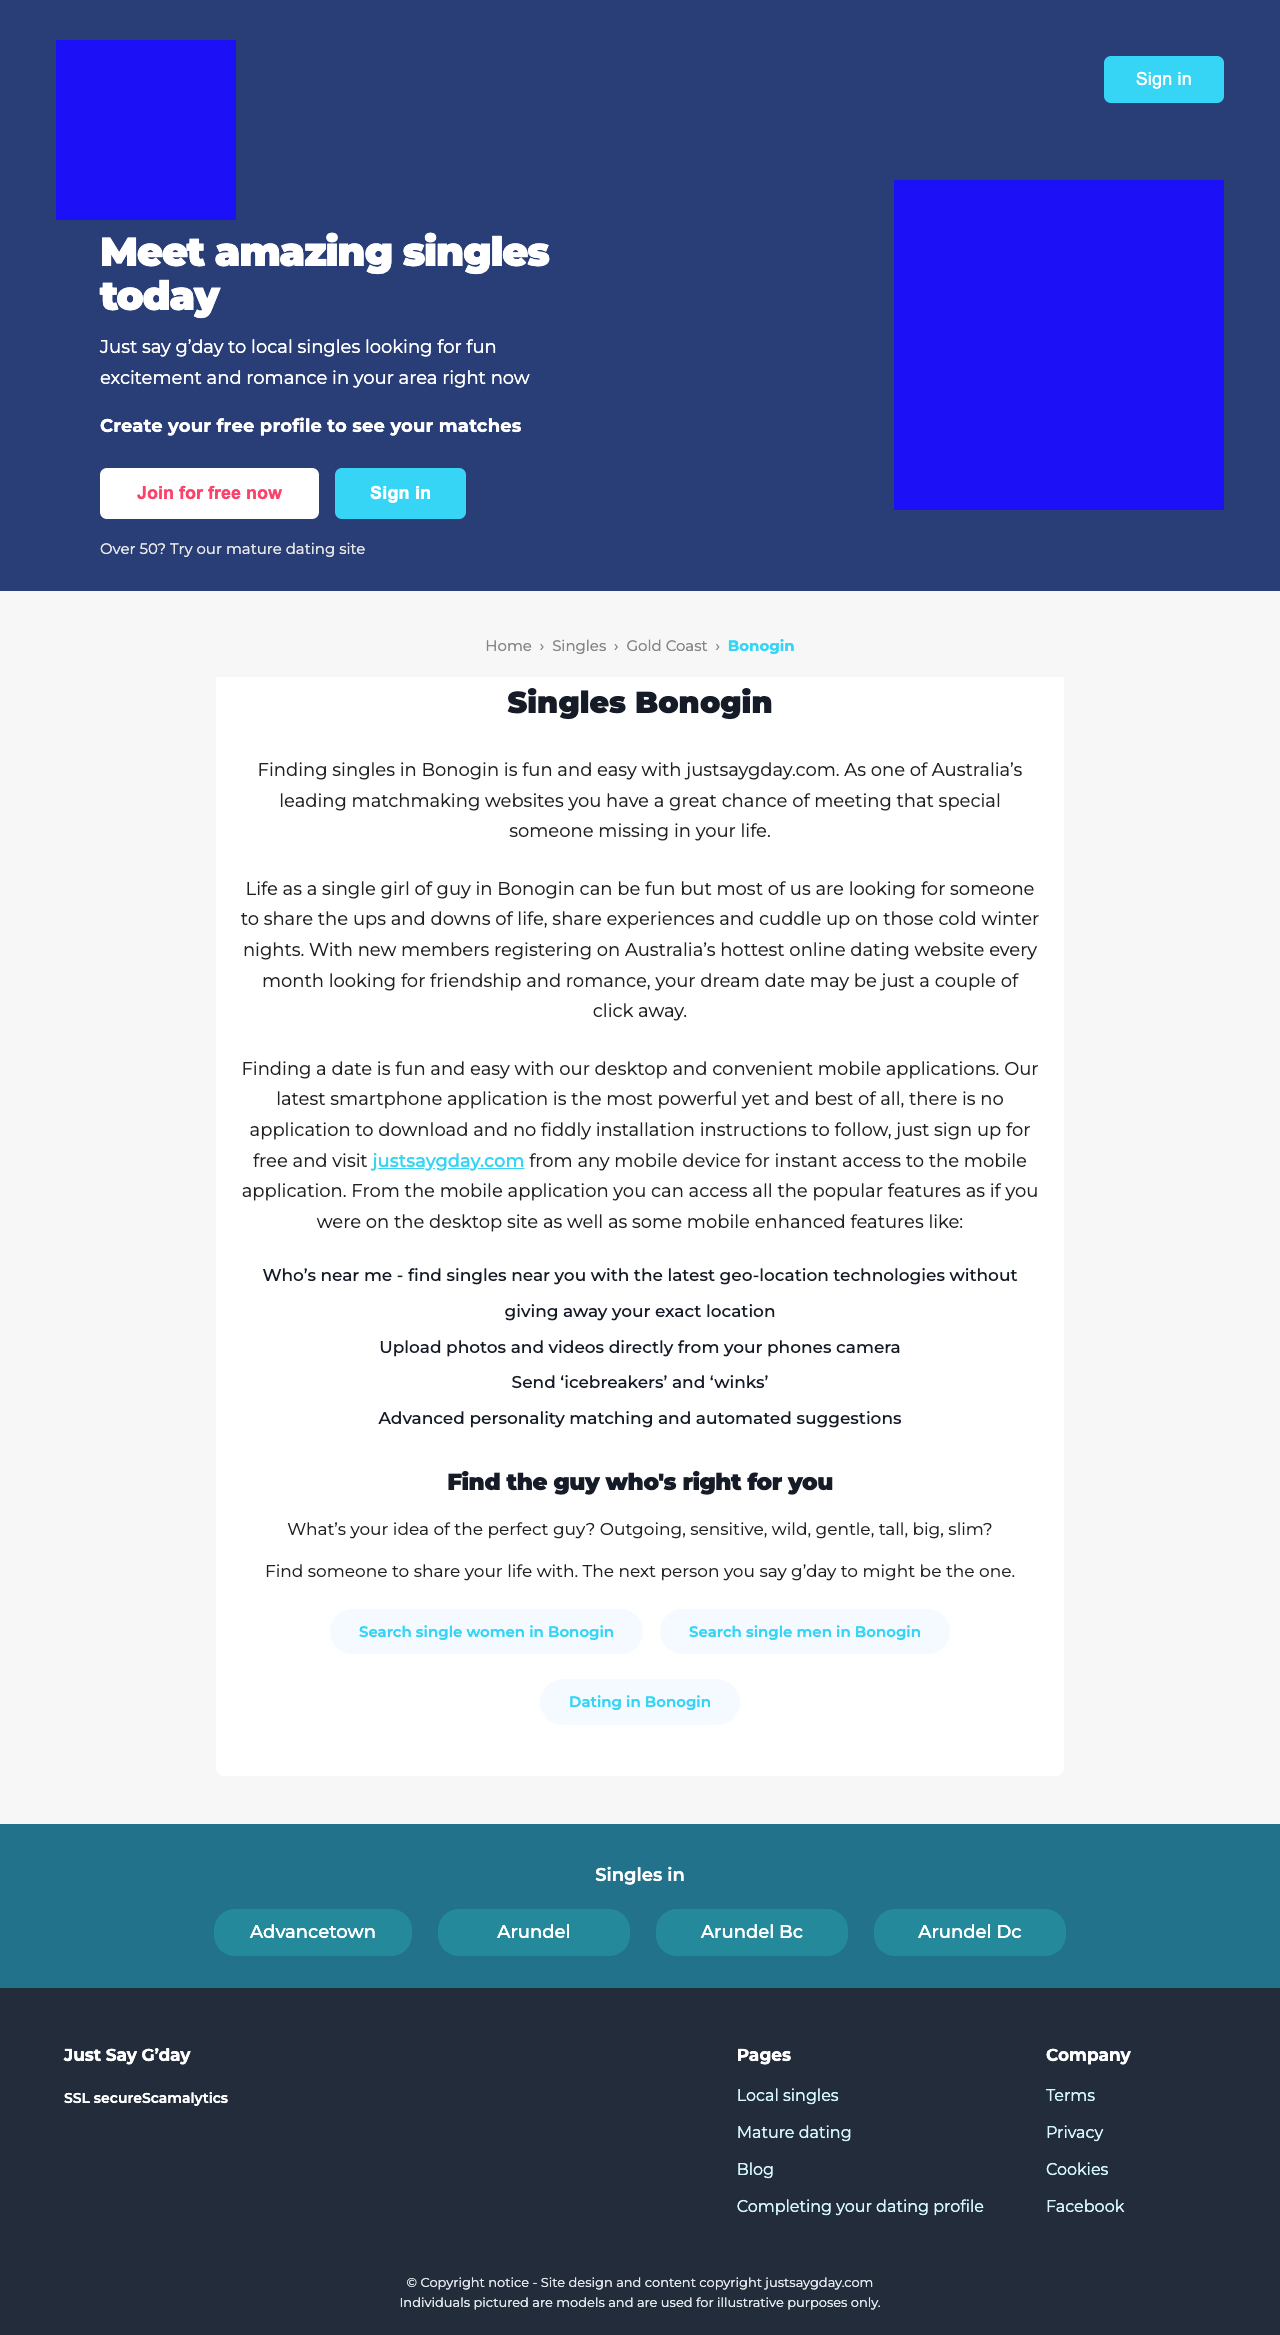 Sign in
Meet amazing singles
today
Just say g’day to local singles looking for fun
excitement and romance in your area right now
Create your free profile to see your matches
Join for free now
Sign in
Over 50? Try our mature dating site
Home › Singles › Gold Coast › Bonogin
Singles Bonogin
Finding singles in Bonogin is fun and easy with justsaygday.com. As one of Australia’s
leading matchmaking websites you have a great chance of meeting that special
someone missing in your life.
Life as a single girl of guy in Bonogin can be fun but most of us are looking for someone
to share the ups and downs of life, share experiences and cuddle up on those cold winter
nights. With new members registering on Australia’s hottest online dating website every
month looking for friendship and romance, your dream date may be just a couple of
click away.
Finding a date is fun and easy with our desktop and convenient mobile applications. Our
latest smartphone application is the most powerful yet and best of all, there is no
application to download and no fiddly installation instructions to follow, just sign up for
free and visit justsaygday.com from any mobile device for instant access to the mobile
application. From the mobile application you can access all the popular features as if you
were on the desktop site as well as some mobile enhanced features like:
Who’s near me - find singles near you with the latest geo-location technologies without
giving away your exact location
Upload photos and videos directly from your phones camera
Send ‘icebreakers’ and ‘winks’
Advanced personality matching and automated suggestions
Find the guy who's right for you
What’s your idea of the perfect guy? Outgoing, sensitive, wild, gentle, tall, big, slim?
Find someone to share your life with. The next person you say g’day to might be the one.
Search single women in Bonogin
Search single men in Bonogin
Dating in Bonogin
Singles in
Advancetown
Arundel
Arundel Bc
Arundel Dc
Just Say G’day
SSL secureScamalytics
Pages
Local singles
Mature dating
Blog
Completing your dating profile
Company
Terms
Privacy
Cookies
Facebook
© Copyright notice - Site design and content copyright justsaygday.com
Individuals pictured are models and are used for illustrative purposes only.